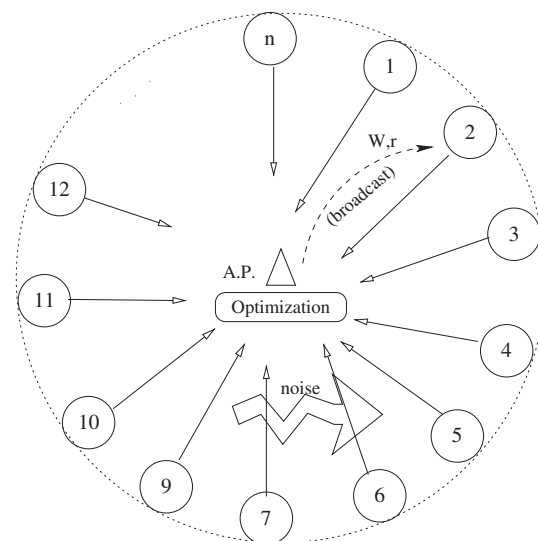 n
1
2
W,r
(broadcast)
12
3
A.P.
11
Optimization
4
noise
10
5
9
6
7